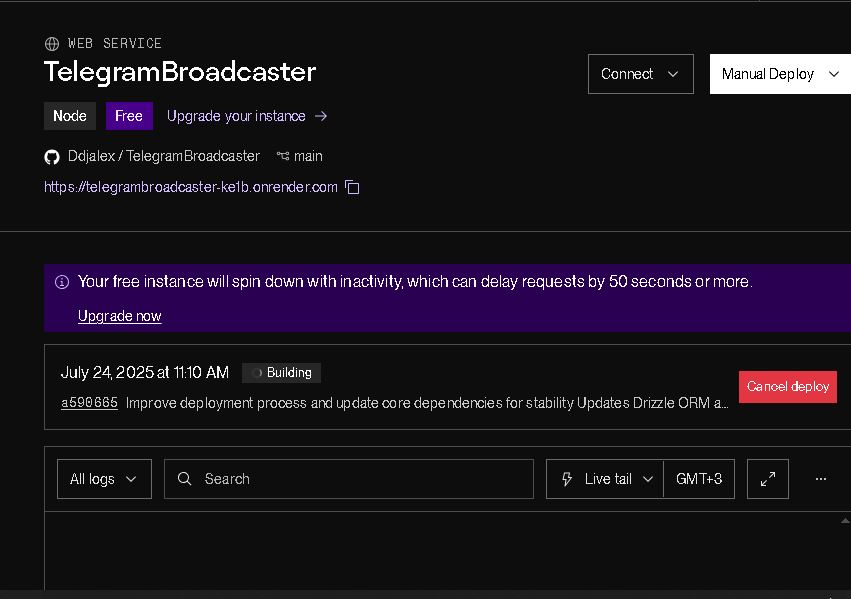 WEB SERVICE
TelegramBroadcaster
Connect
Manual Deploy
Node
Free
Upgrade your instance
Ddjalex / TelegramBroadcaster
main
https://telegrambroadcaster-ke1b.onrender.com
Your free instance will spin down with inactivity, which can delay requests by 50 seconds or more.
Upgrade now
July 24, 2025 at 11:10 AM
Building
Cancel deploy
a590665 Improve deployment process and update core dependencies for stability Updates Drizzle ORM a...
All logs
Search
Live tail
GMT+3